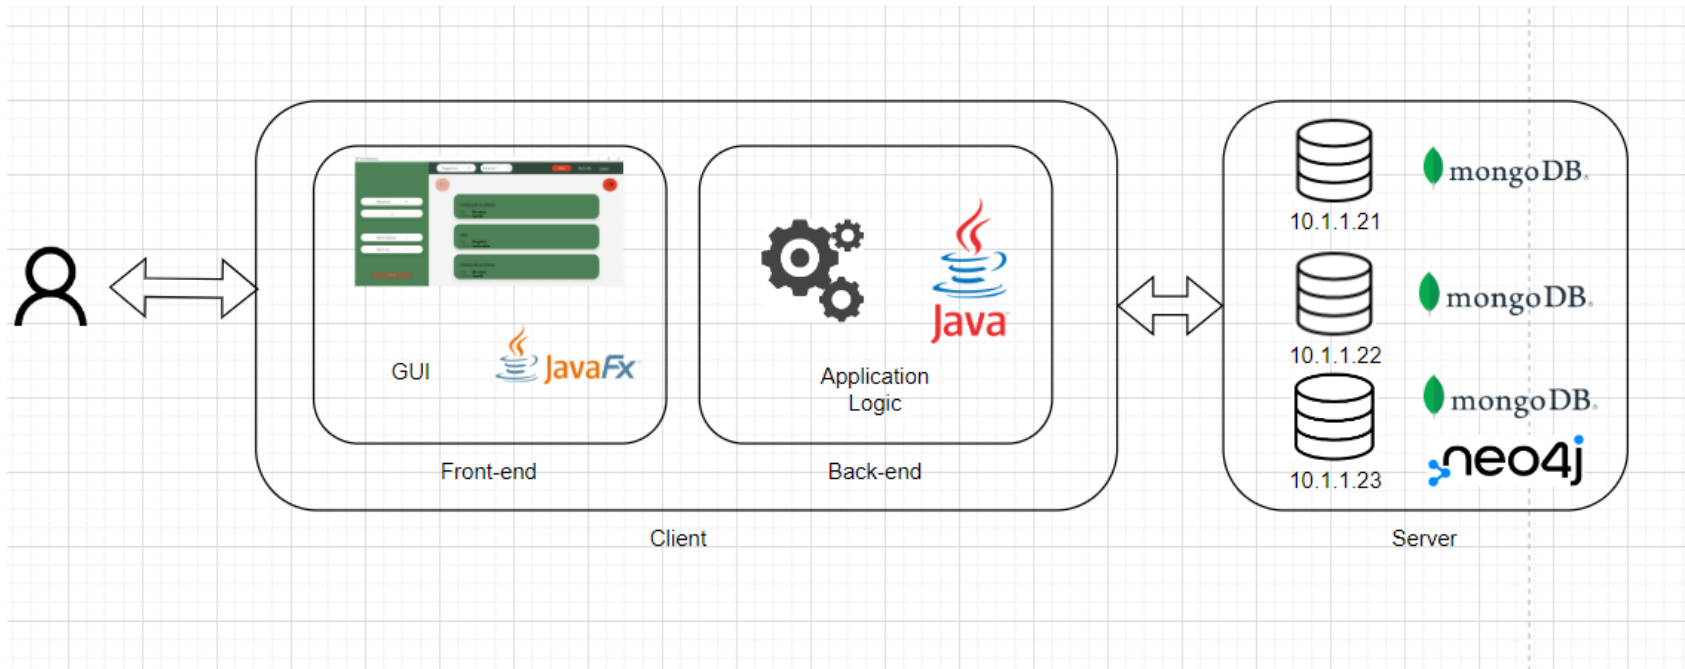 GUI
JavaFx
Front-end
Application
Logic
Java
Back-end
Client
10.1.1.21
mongoDB.
10.1.1.22
mongoDB.
10.1.1.23
mongoDB.
neo4j
Server